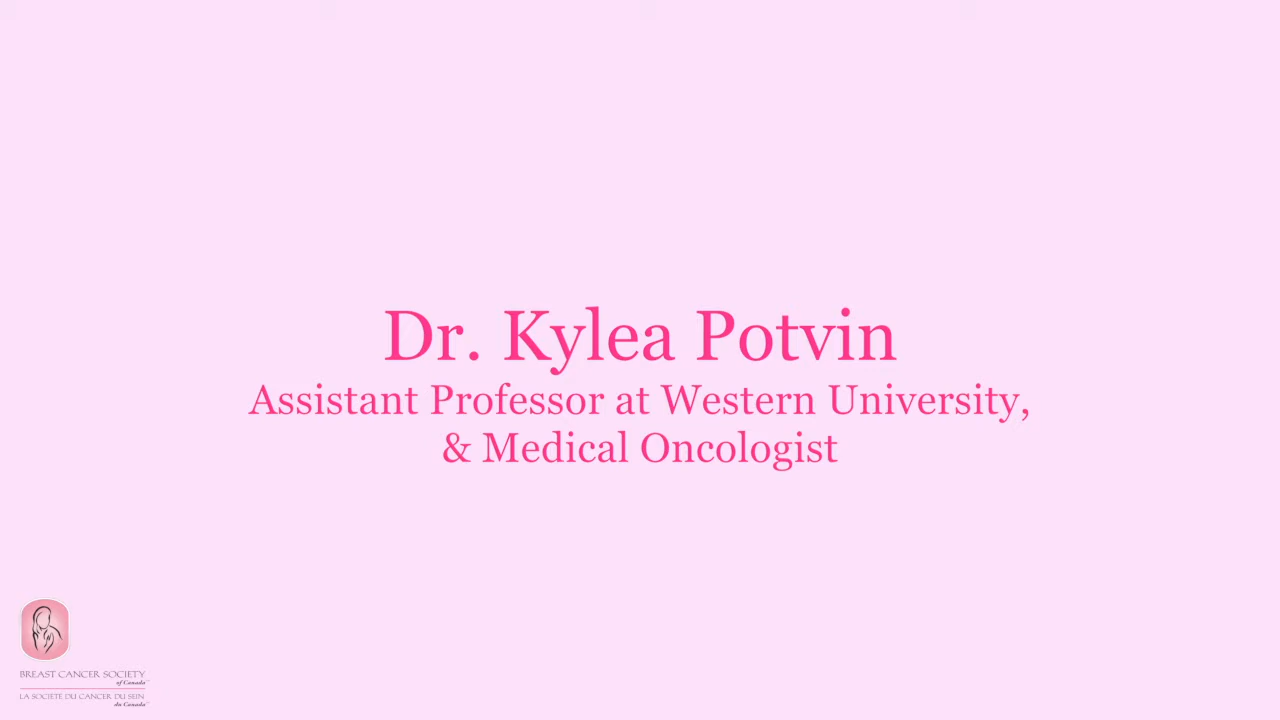 Dr. Kylea Potvin
Assistant Professor at Western University,
& Medical Oncologist
BREAST CANCER SOCIETY
of Canada
LA SOCIÉTÉ DU CANCER DU SEIN
du Canada